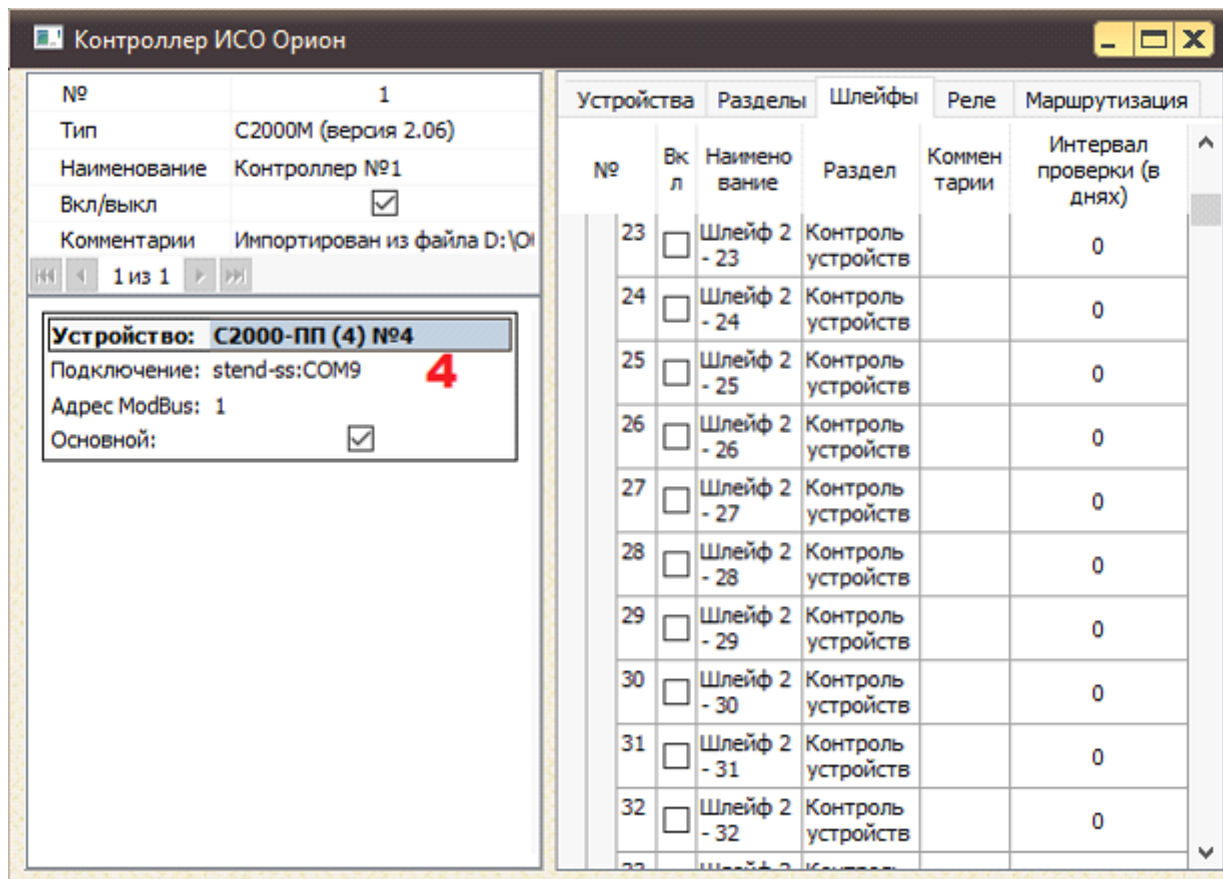 Контроллер ИСО Орион
№ 1
Тип С2000М (версия 2.06)
Наименование Контроллер №1
Вкл/выкл
Комментарии Импортирован из файла D:\
1 из 1
Устройство: С2000-ПП (4) №4
Подключение: stend-ss:COM9
4
Адрес ModBus: 1
Основной:
Устройства Разделы Шлейфы Реле Маршрутизация
№ Вк Наимено Раздел Коммен Интервал
л вание тарии проверки (в
днях)
23 Шлейф 2 Контроль 0
- 23 устройств
24 Шлейф 2 Контроль 0
- 24 устройств
25 Шлейф 2 Контроль 0
- 25 устройств
26 Шлейф 2 Контроль 0
- 26 устройств
27 Шлейф 2 Контроль 0
- 27 устройств
28 Шлейф 2 Контроль 0
- 28 устройств
29 Шлейф 2 Контроль 0
- 29 устройств
30 Шлейф 2 Контроль 0
- 30 устройств
31 Шлейф 2 Контроль 0
- 31 устройств
32 Шлейф 2 Контроль 0
- 32 устройств